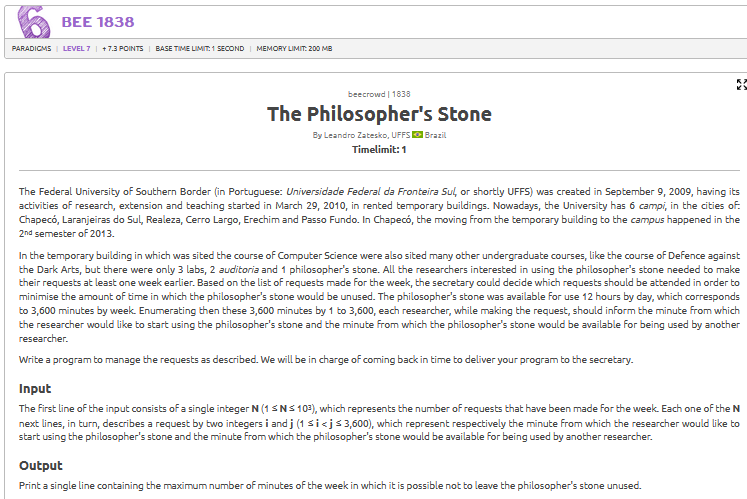 6 BEE 1838
PARADIGMS | LEVEL 7 | + 7.3 POINTS | BASE TIME LIMIT: 1 SECOND | MEMORY LIMIT: 200 MB
beecrowd | 1838
The Philosopher's Stone
By Leandro Zatesko, UFFS Brazil
Timelimit: 1
The Federal University of Southern Border (in Portuguese: Universidade Federal da Fronteira Sul, or shortly UFFS) was created in September 9, 2009, having its
activities of research, extension and teaching started in March 29, 2010, in rented temporary buildings. Nowadays, the University has 6 campi, in the cities of:
Chapecó, Laranjeiras do Sul, Realeza, Cerro Largo, Erechim and Passo Fundo. In Chapecó, the moving from the temporary building to the campus happened in the
2nd semester of 2013.
In the temporary building in which was sited the course of Computer Science were also sited many other undergraduate courses, like the course of Defence against
the Dark Arts, but there were only 3 labs, 2 auditoria and 1 philosopher's stone. All the researchers interested in using the philosopher's stone needed to make
their requests at least one week earlier. Based on the list of requests made for the week, the secretary could decide which requests should be attended in order to
minimise the amount of time in which the philosopher's stone would be unused. The philosopher's stone was available for use 12 hours by day, which corresponds
to 3,600 minutes by week. Enumerating then these 3,600 minutes by 1 to 3,600, each researcher, while making the request, should inform the minute from which
the researcher would like to start using the philosopher's stone and the minute from which the philosopher's stone would be available for being used by another
researcher.
Write a program to manage the requests as described. We will be in charge of coming back in time to deliver your program to the secretary.
Input
The first line of the input consists of a single integer N (1 ≤ N ≤ 10³), which represents the number of requests that have been made for the week. Each one of the N
next lines, in turn, describes a request by two integers i and j (1 ≤ i < j ≤ 3,600), which represent respectively the minute from which the researcher would like to
start using the philosopher's stone and the minute from which the philosopher's stone would be available for being used by another researcher.
Output
Print a single line containing the maximum number of minutes of the week in which it is possible not to leave the philosopher's stone unused.